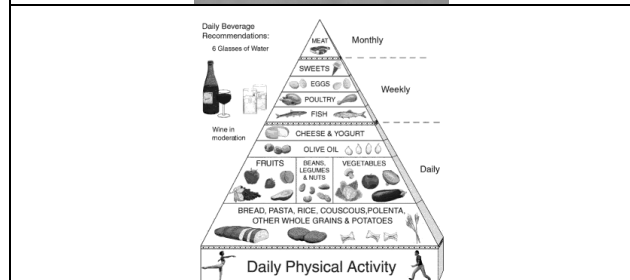 Daily Beverage
Recommendations:
6 Glasses of Water
Wine in
moderation
MEAT
Monthly
SWEETS
EGGS
Weekly
POULTRY
FISH
CHEESE & YOGURT
OLIVE OIL
Daily
FRUITS
BEANS,
LEGUMES
& NUTS
VEGETABLES
BREAD, PASTA, RICE, COUSCOUS,POLENTA,
OTHER WHOLE GRAINS & POTATOES
Daily Physical Activity